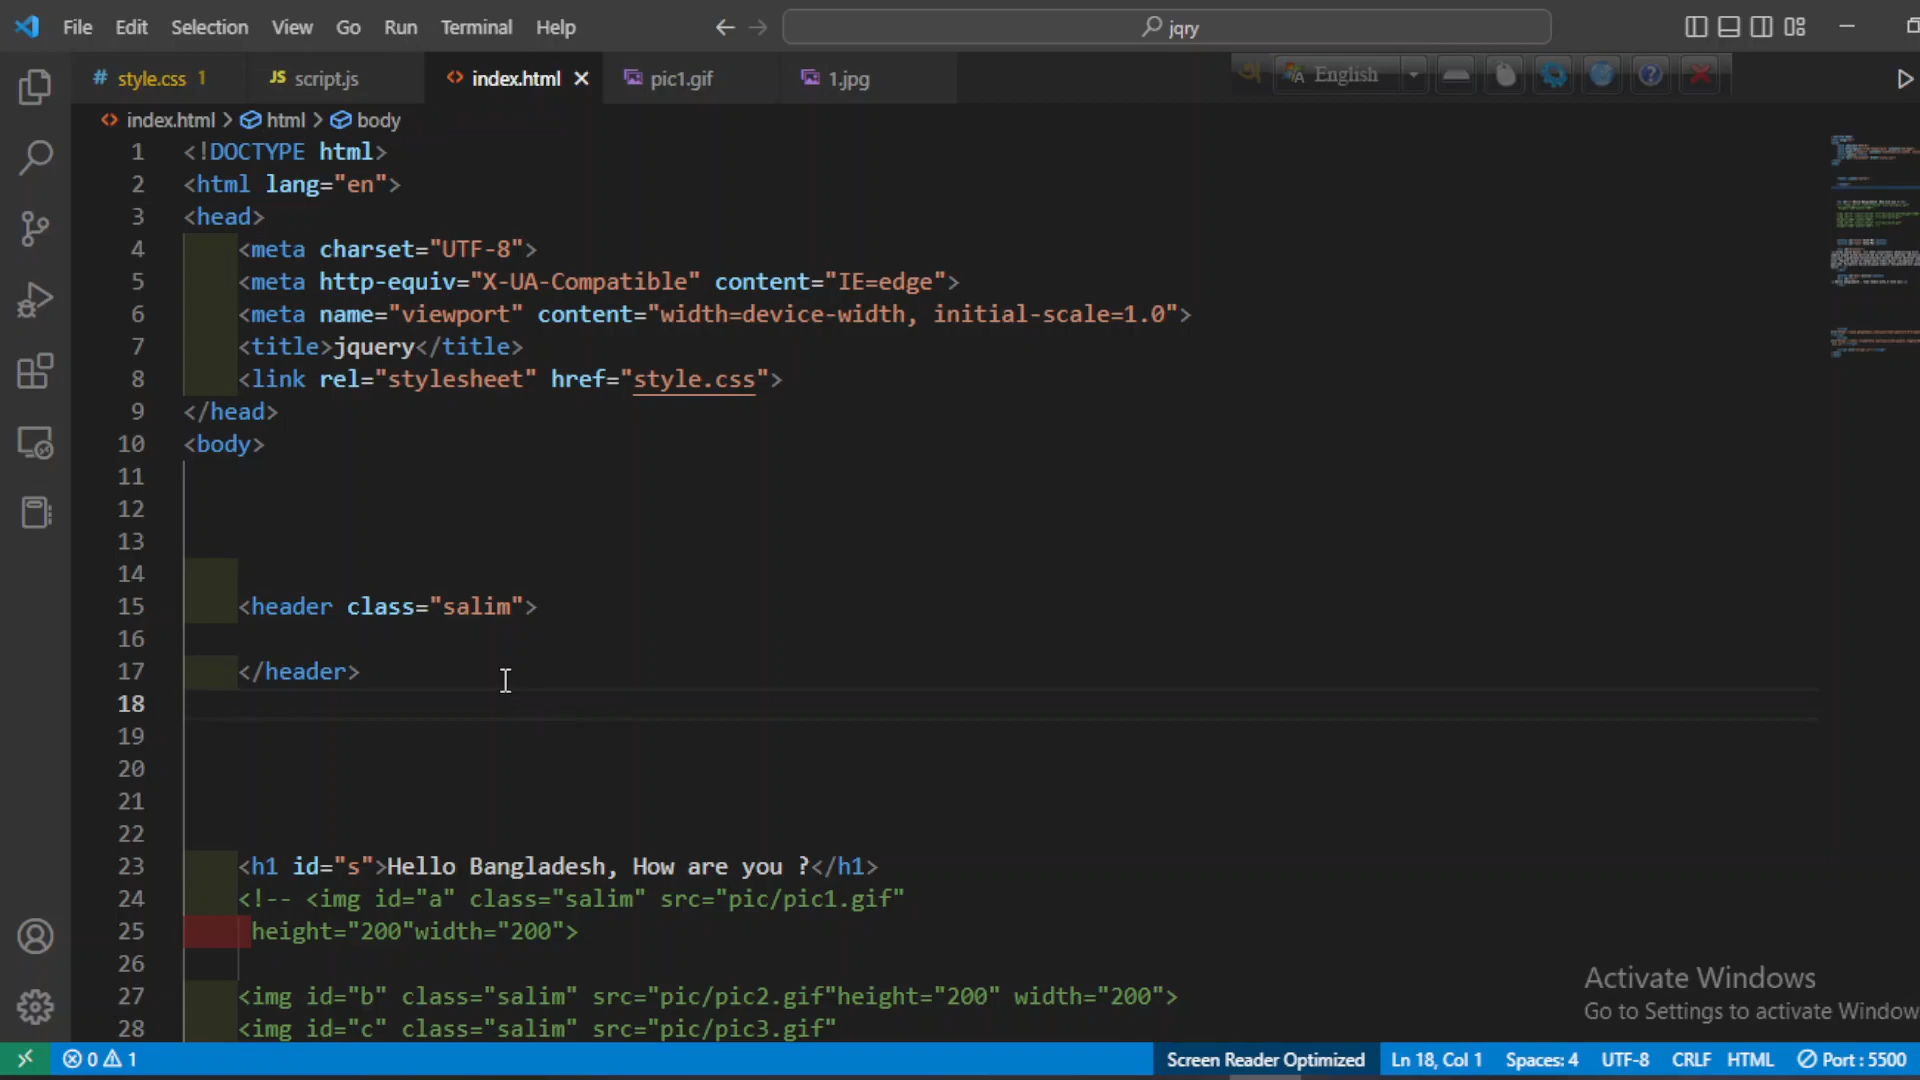 File Edit Selection View Go Run Terminal Help jqry
# style.css 1 JS script.js <> index.html pic1.gif 1.jpg English
<> index.html > html > body
1 <!DOCTYPE html>
2 <html lang="en">
3 <head>
4 <meta charset="UTF-8">
5 <meta http-equiv="X-UA-Compatible" content="IE=edge">
6 <meta name="viewport" content="width=device-width, initial-scale=1.0">
7 <title>jquery</title>
8 <link rel="stylesheet" href="style.css">
9 </head>
10 <body>
11
12
13
14
15 <header class="salim">
16
17 </header>
18
19
20
21
22
23 <h1 id="s">Hello Bangladesh, How are you ?</h1>
24 <!-- <img id="a" class="salim" src="pic/pic1.gif"
25 height="200"width="200">
26
27 <img id="b" class="salim" src="pic/pic2.gif"height="200" width="200">
28 <img id="c" class="salim" src="pic/pic3.gif"
Activate Windows
Go to Settings to activate Window
0 1 Screen Reader Optimized Ln 18, Col 1 Spaces: 4 UTF-8 CRLF HTML Port : 5500